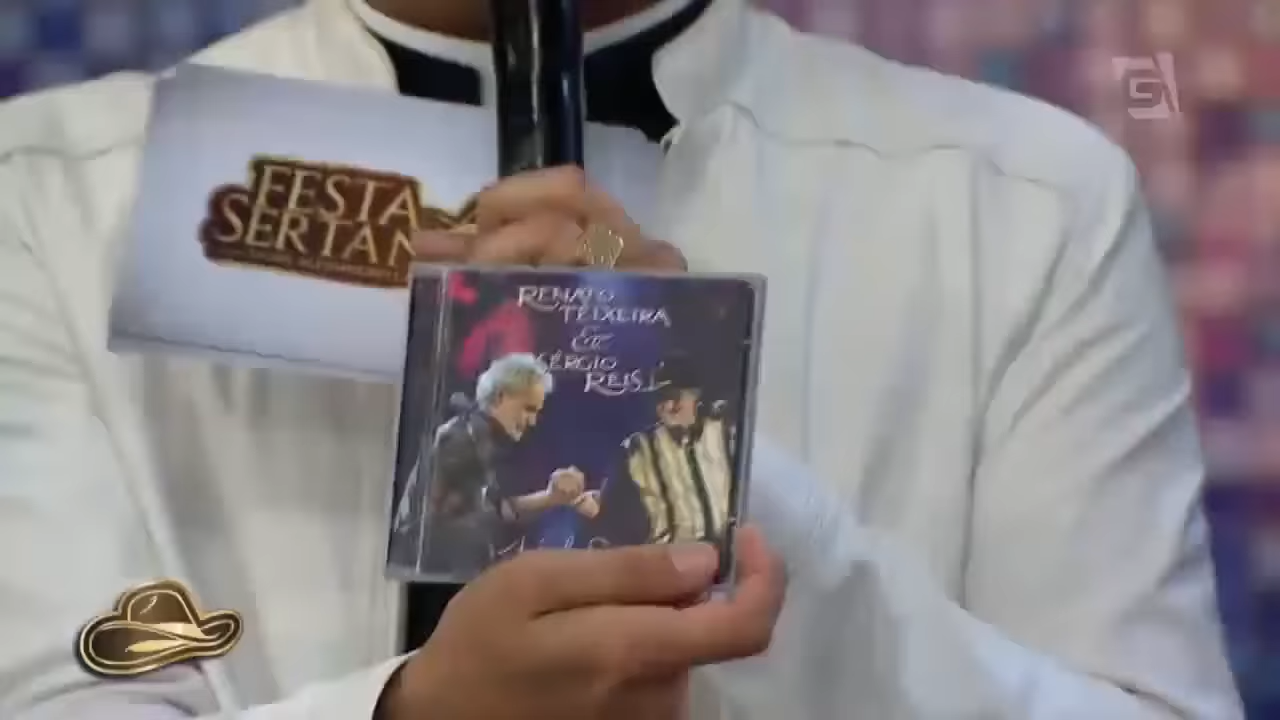 FESTA
SERTAN
RENATO
TEIXEIRA
&
SÉRGIO
REIS